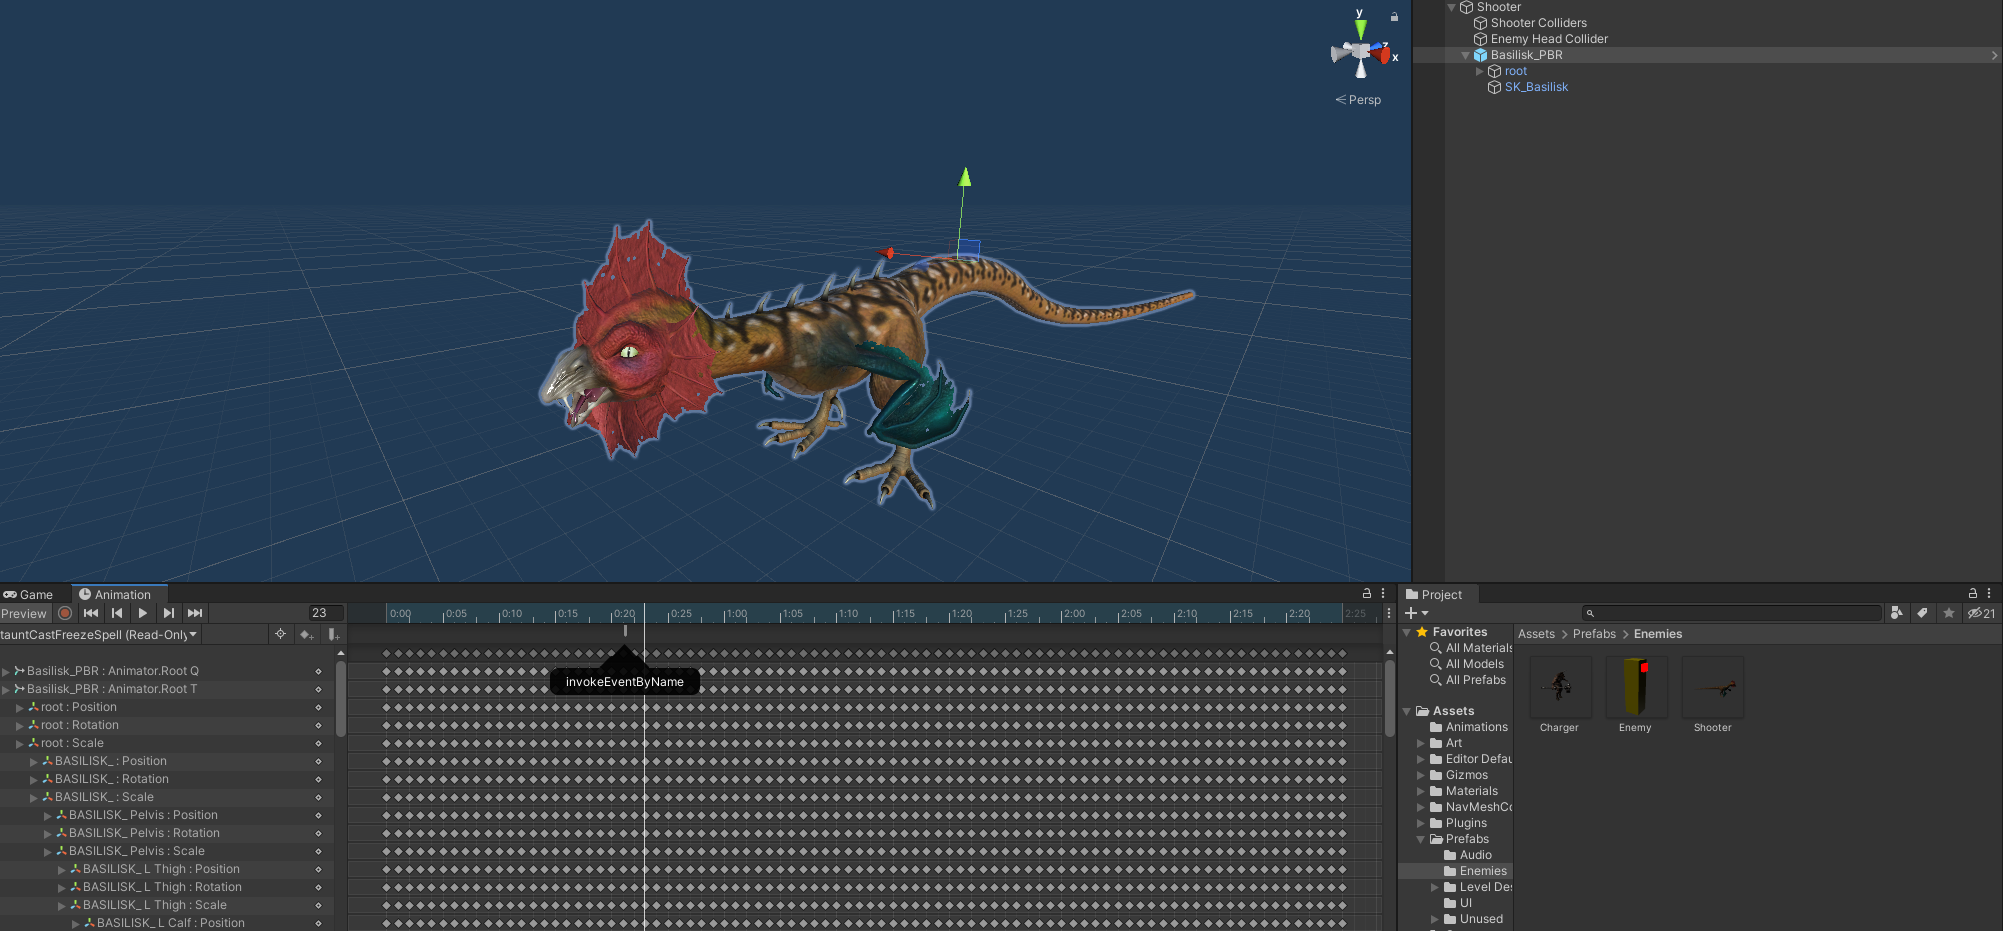 y
z
x
Persp
Shooter
Shooter Colliders
Enemy Head Collider
Basilisk_PBR
root
SK_Basilisk
Game
Animation
Preview
23
0:00 0:05 0:10 0:15 0:20 0:25 1:00 1:05 1:10 1:15 1:20 1:25 2:00 2:05 2:10 2:15 2:20 2:25
tauntCastFreezeSpell (Read-Only
invokeEventByName
Basilisk_PBR : Animator.Root Q
Basilisk_PBR : Animator.Root T
root : Position
root : Rotation
root : Scale
BASILISK_ : Position
BASILISK_ : Rotation
BASILISK_ : Scale
BASILISK_ Pelvis : Position
BASILISK_ Pelvis : Rotation
BASILISK_ Pelvis : Scale
BASILISK_ L Thigh : Position
BASILISK_ L Thigh : Rotation
BASILISK_ L Thigh : Scale
BASILISK_ L Calf : Position
Project
21
Favorites
All Materials
All Models
All Prefabs
Assets
Animations
Art
Editor Defau
Gizmos
Materials
NavMeshCo
Plugins
Prefabs
Audio
Enemies
Level Des
UI
Unused
Assets > Prefabs > Enemies
Charger
Enemy
Shooter